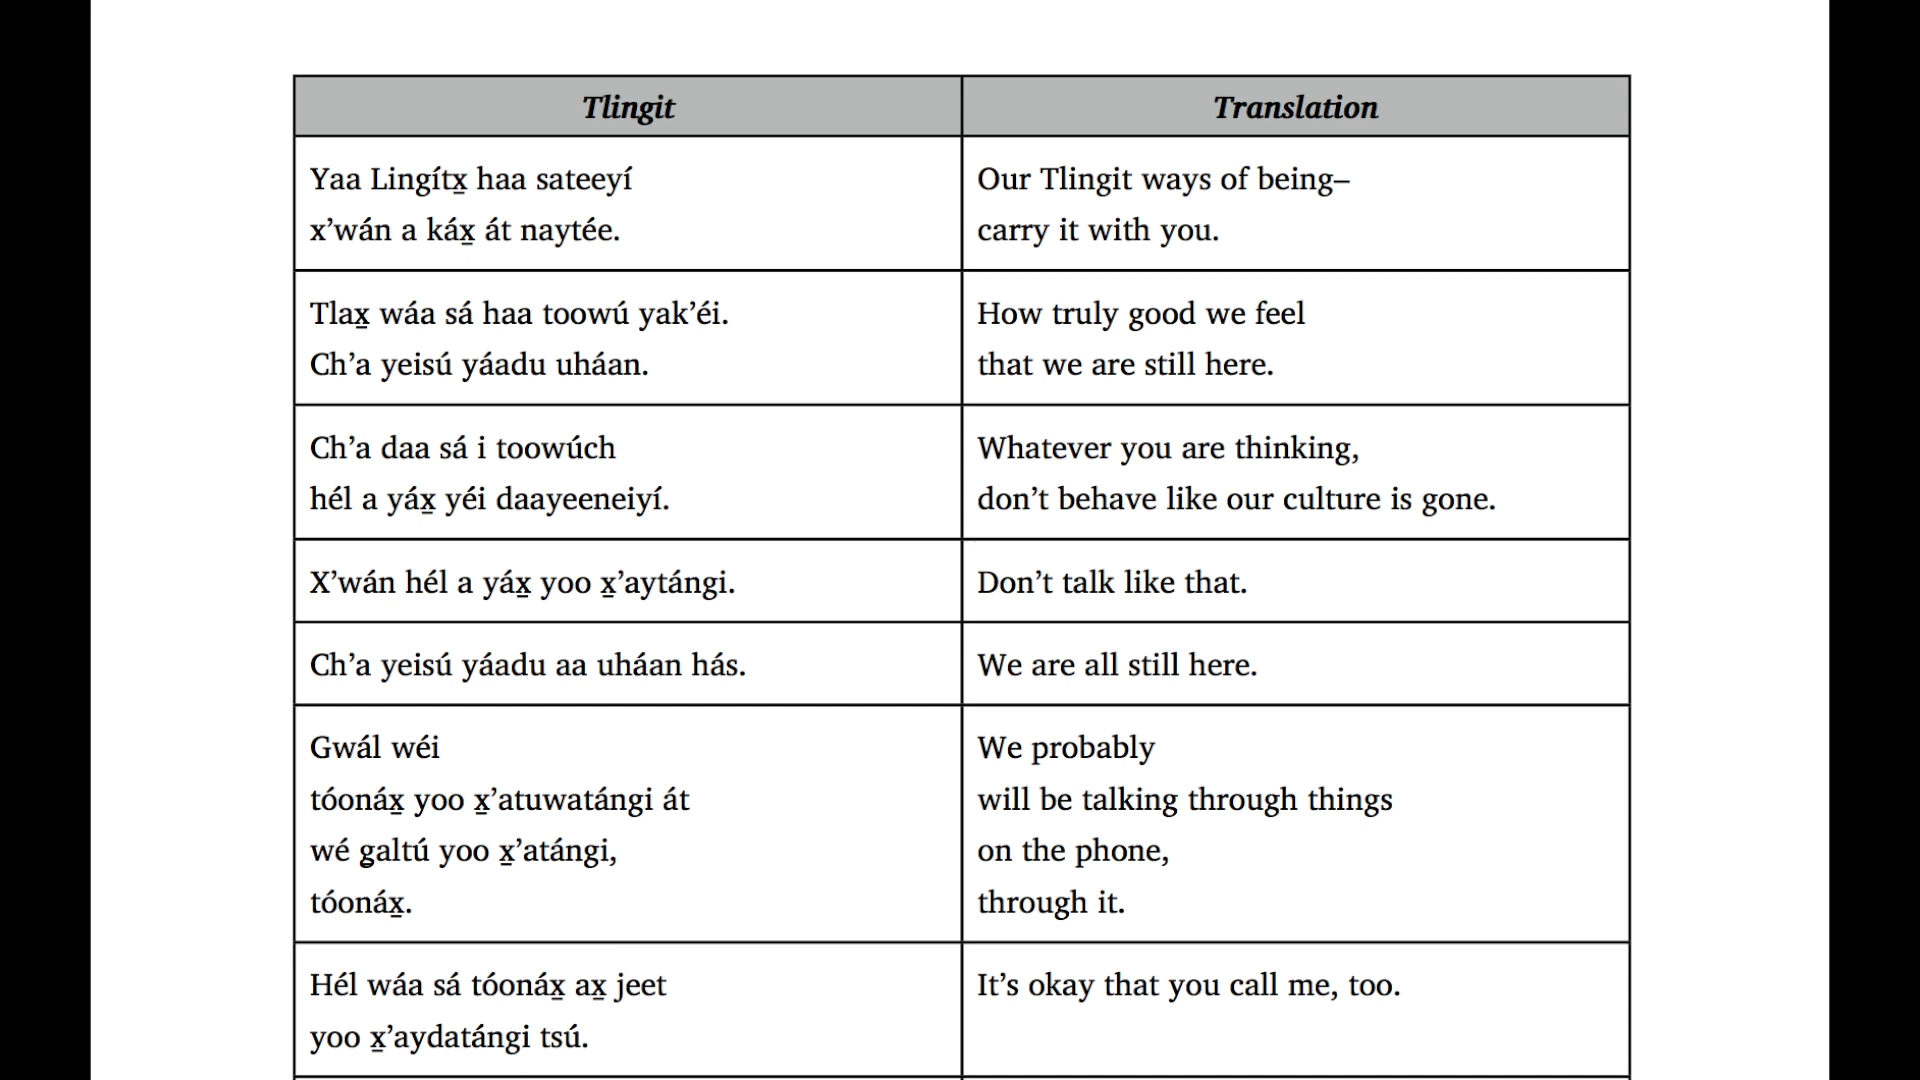 Tlingit
Translation
Yaa Lingítx̱ haa sateeyí
x’wán a káx̱ át naytée.
Our Tlingit ways of being–
carry it with you.
Tlax̱ wáa sá haa toowú yak’éi.
Ch’a yeisú yáadu uháan.
How truly good we feel
that we are still here.
Ch’a daa sá i toowúch
hél a yáx̱ yéi daayeeneiyí.
Whatever you are thinking,
don’t behave like our culture is gone.
X’wán hél a yáx̱ yoo x̱’aytángi.
Don’t talk like that.
Ch’a yeisú yáadu aa uháan hás.
We are all still here.
Gwál wéi
tóonáx̱ yoo x̱’atuwatángi át
wé g̱altú yoo x̱’atángi,
tóonáx̱.
We probably
will be talking through things
on the phone,
through it.
Hél wáa sá tóonáx̱ ax̱ jeet
yoo x̱’aydatángi tsú.
It’s okay that you call me, too.